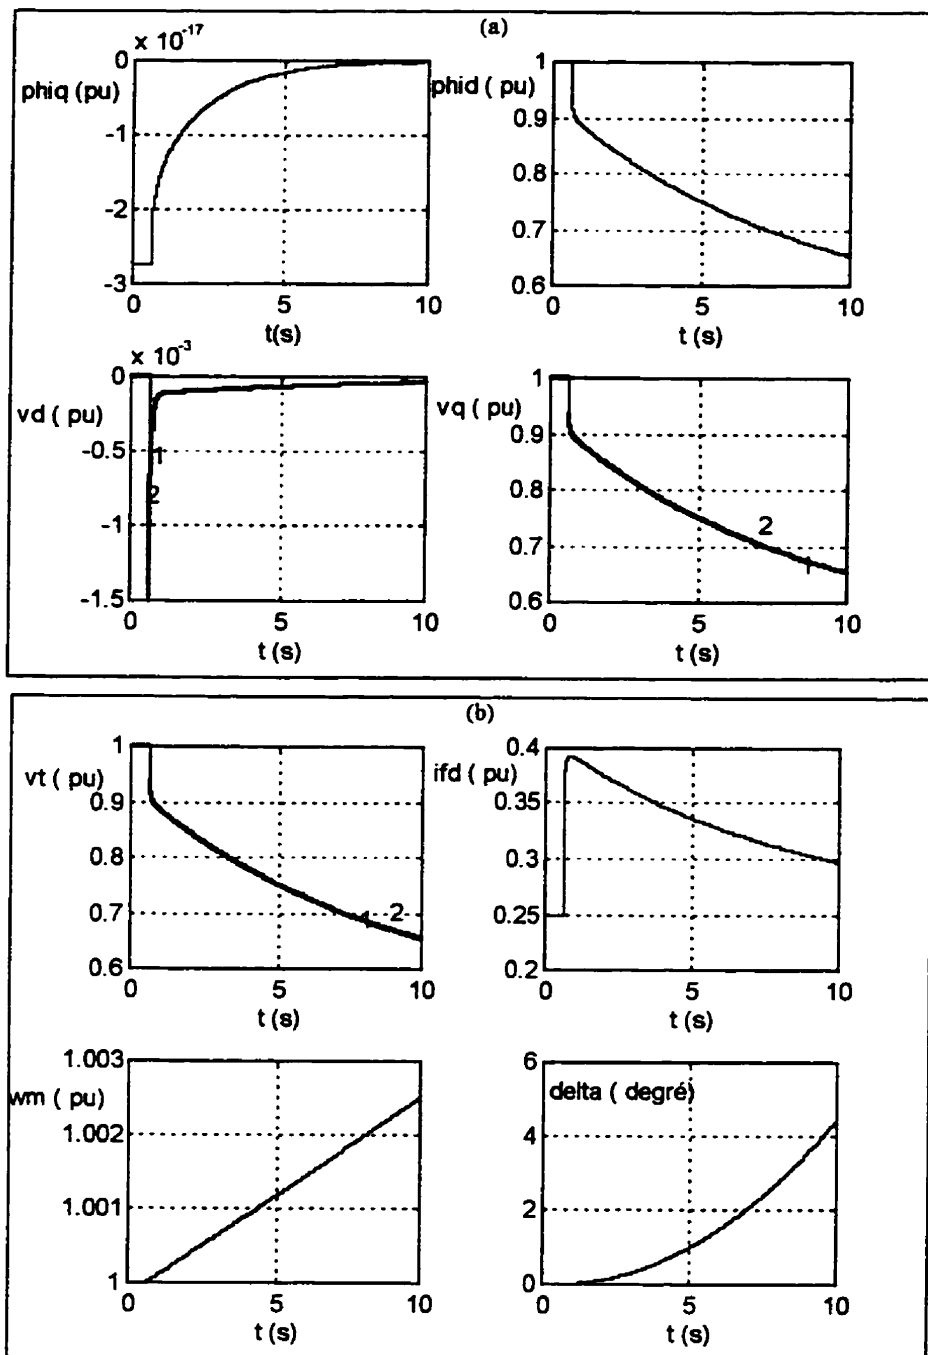 (a)
x 10⁻¹⁷
phiq (pu)
0
-1
-2
-3
0 5 10
t(s)
phid ( pu)
1
0.9
0.8
0.7
0.6
0 5 10
t (s)
x 10⁻³
vd ( pu)
0
-0.5
-1
-1.5
1
2
0 5 10
t (s)
vq ( pu)
1
0.9
0.8
0.7
0.6
2
1
0 5 10
t (s)
(b)
vt ( pu)
1
0.9
0.8
0.7
0.6
1 2
0 5 10
t (s)
ifd ( pu)
0.4
0.35
0.3
0.25
0.2
0 5 10
t (s)
wm ( pu)
1.003
1.002
1.001
1
0 5 10
t (s)
delta ( degré)
6
4
2
0
0 5 10
t (s)